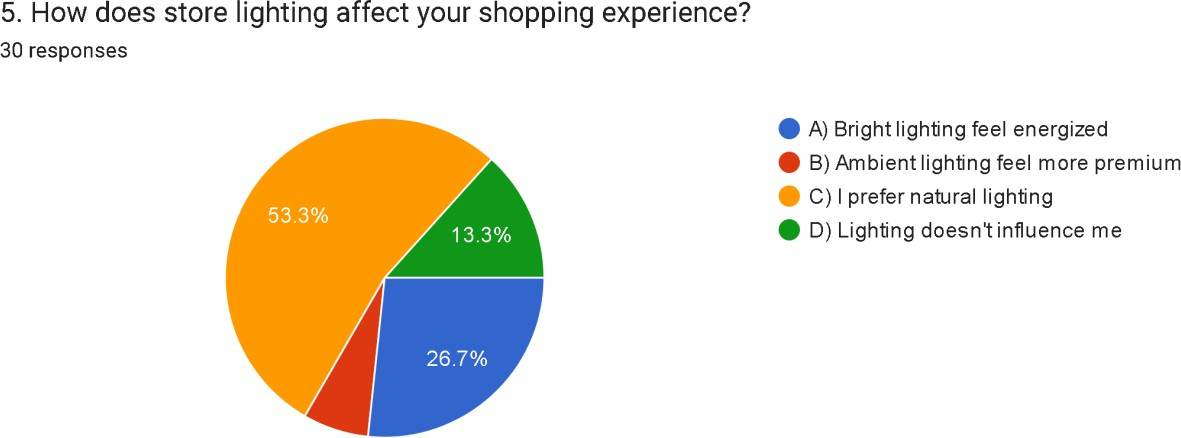 5. How does store lighting affect your shopping experience?
30 responses
A) Bright lighting feel energized
B) Ambient lighting feel more premium
C) I prefer natural lighting
D) Lighting doesn't influence me
53.3%
13.3%
26.7%